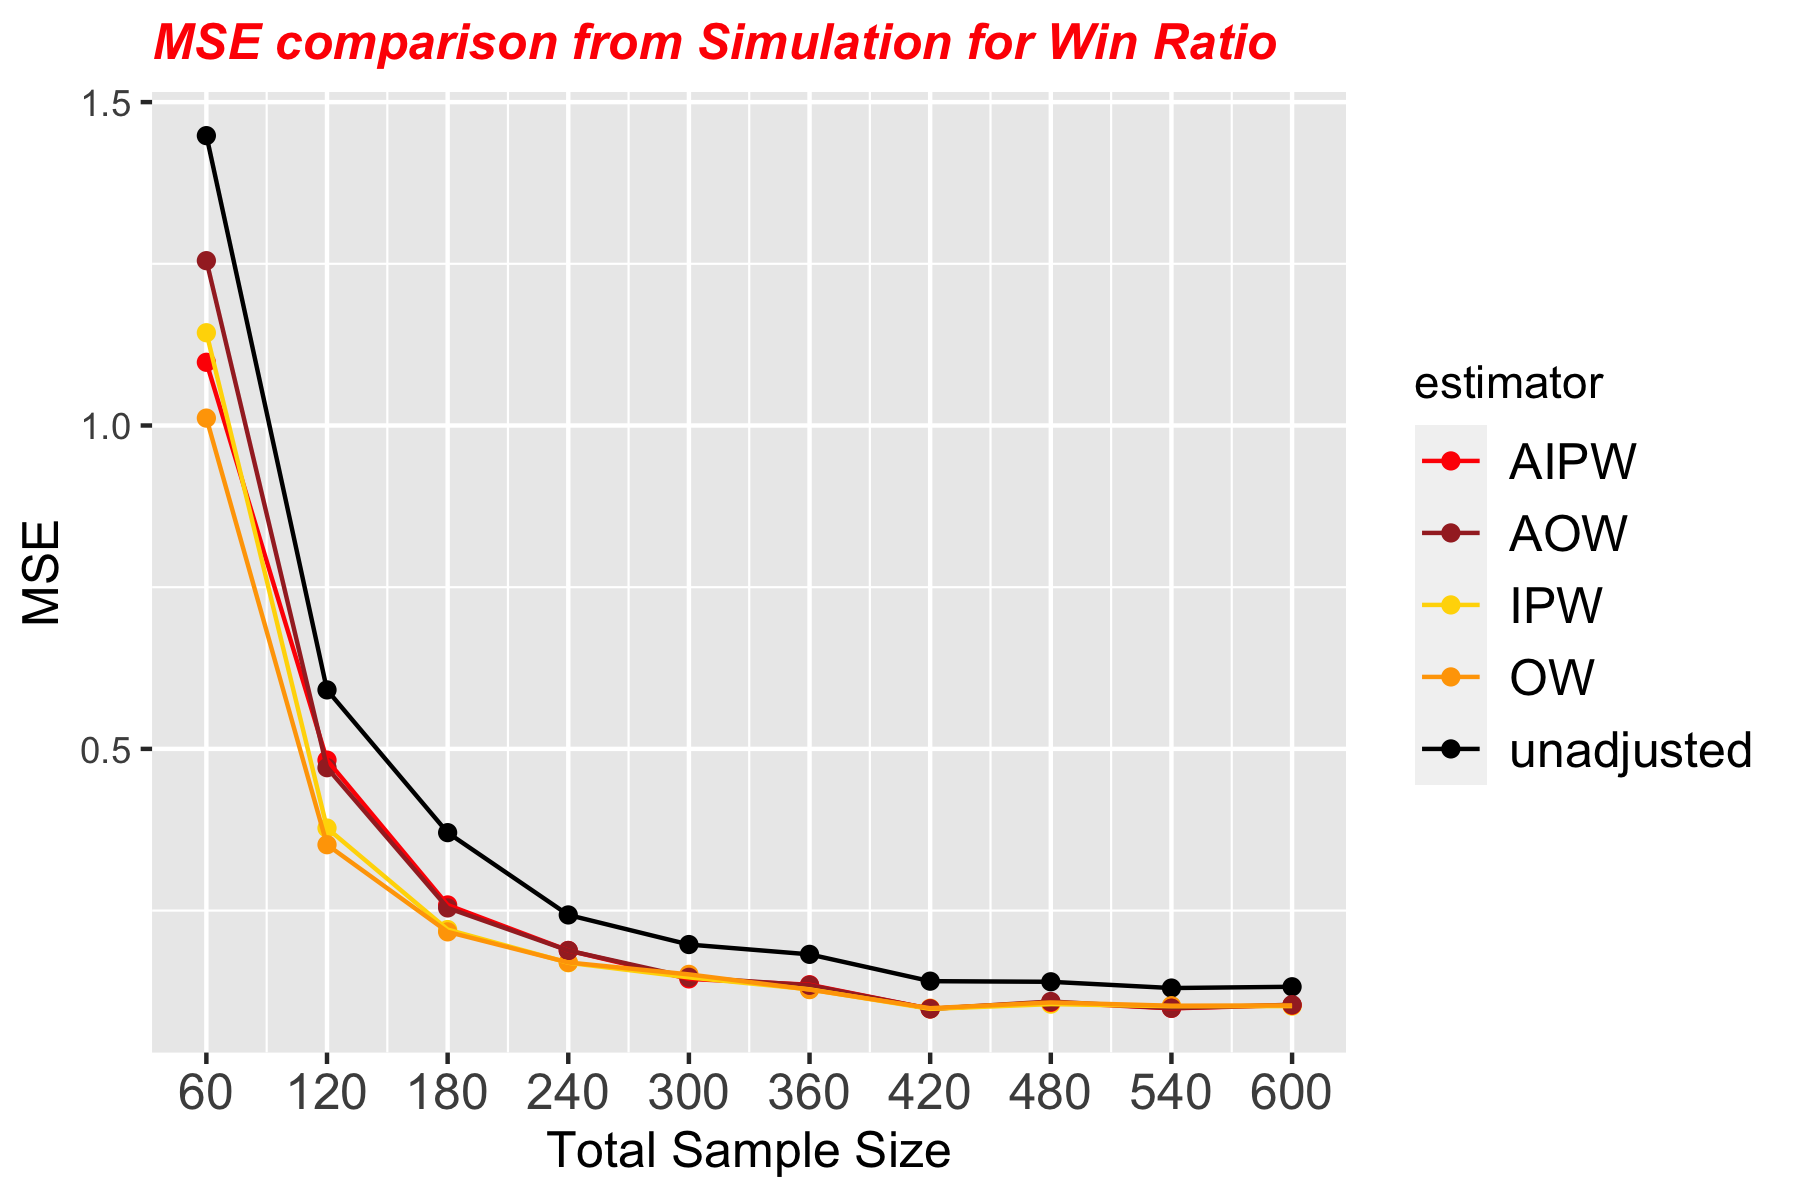 MSE comparison from Simulation for Win Ratio
1.5
1.0
0.5
MSE
60 120 180 240 300 360 420 480 540 600
Total Sample Size
estimator
AIPW
AOW
IPW
OW
unadjusted